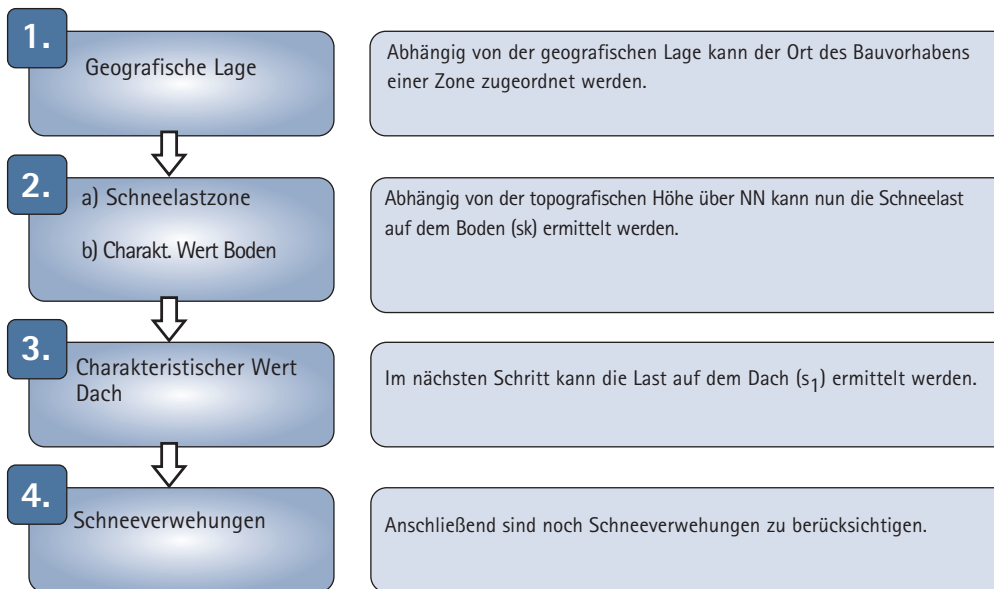 1.
Geografische Lage
Abhängig von der geografischen Lage kann der Ort des Bauvorhabens
einer Zone zugeordnet werden.
2.
a) Schneelastzone
b) Charakt. Wert Boden
Abhängig von der topografischen Höhe über NN kann nun die Schneelast
auf dem Boden (sk) ermittelt werden.
3.
Charakteristischer Wert
Dach
Im nächsten Schritt kann die Last auf dem Dach (s1) ermittelt werden.
4.
Schneeverwehungen
Anschließend sind noch Schneeverwehungen zu berücksichtigen.